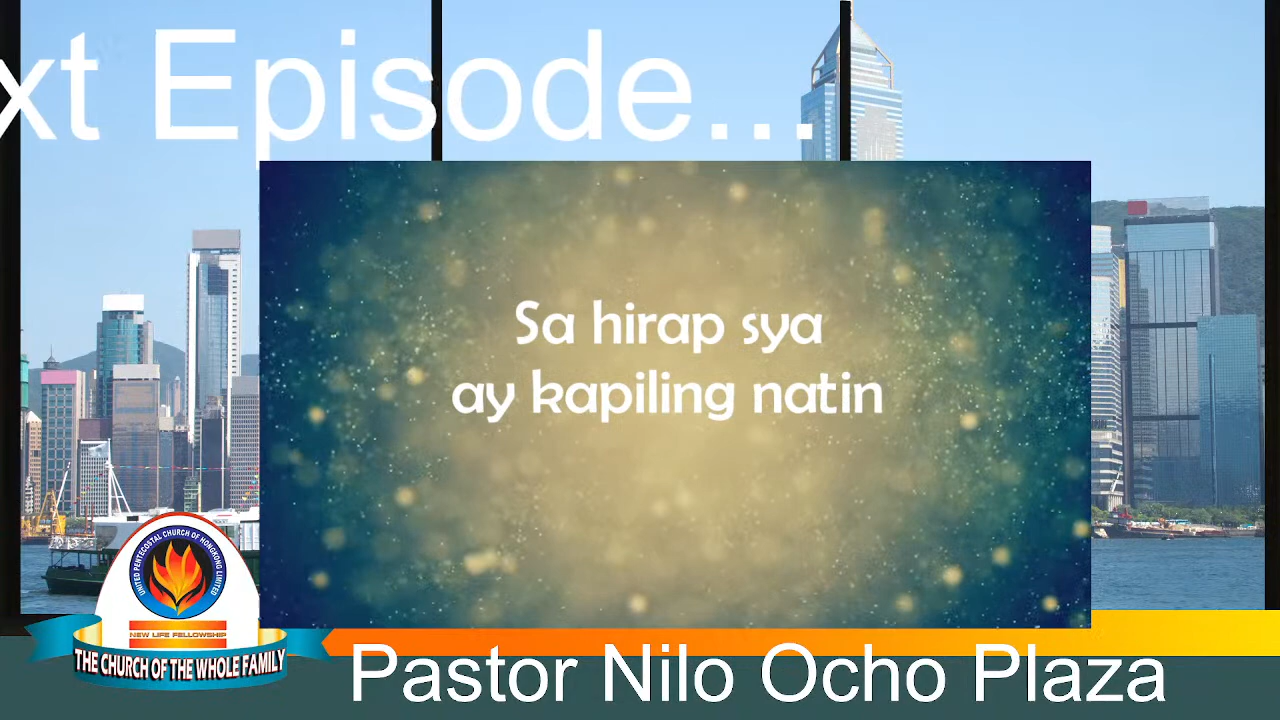 xt Episode...
Sa hirap sya
ay kapiling natin
UNITED PENTECOSTAL CHURCH OF HONGKONG LIMITED
NEW LIFE FELLOWSHIP
THE CHURCH OF THE WHOLE FAMILY
Pastor Nilo Ocho Plaza